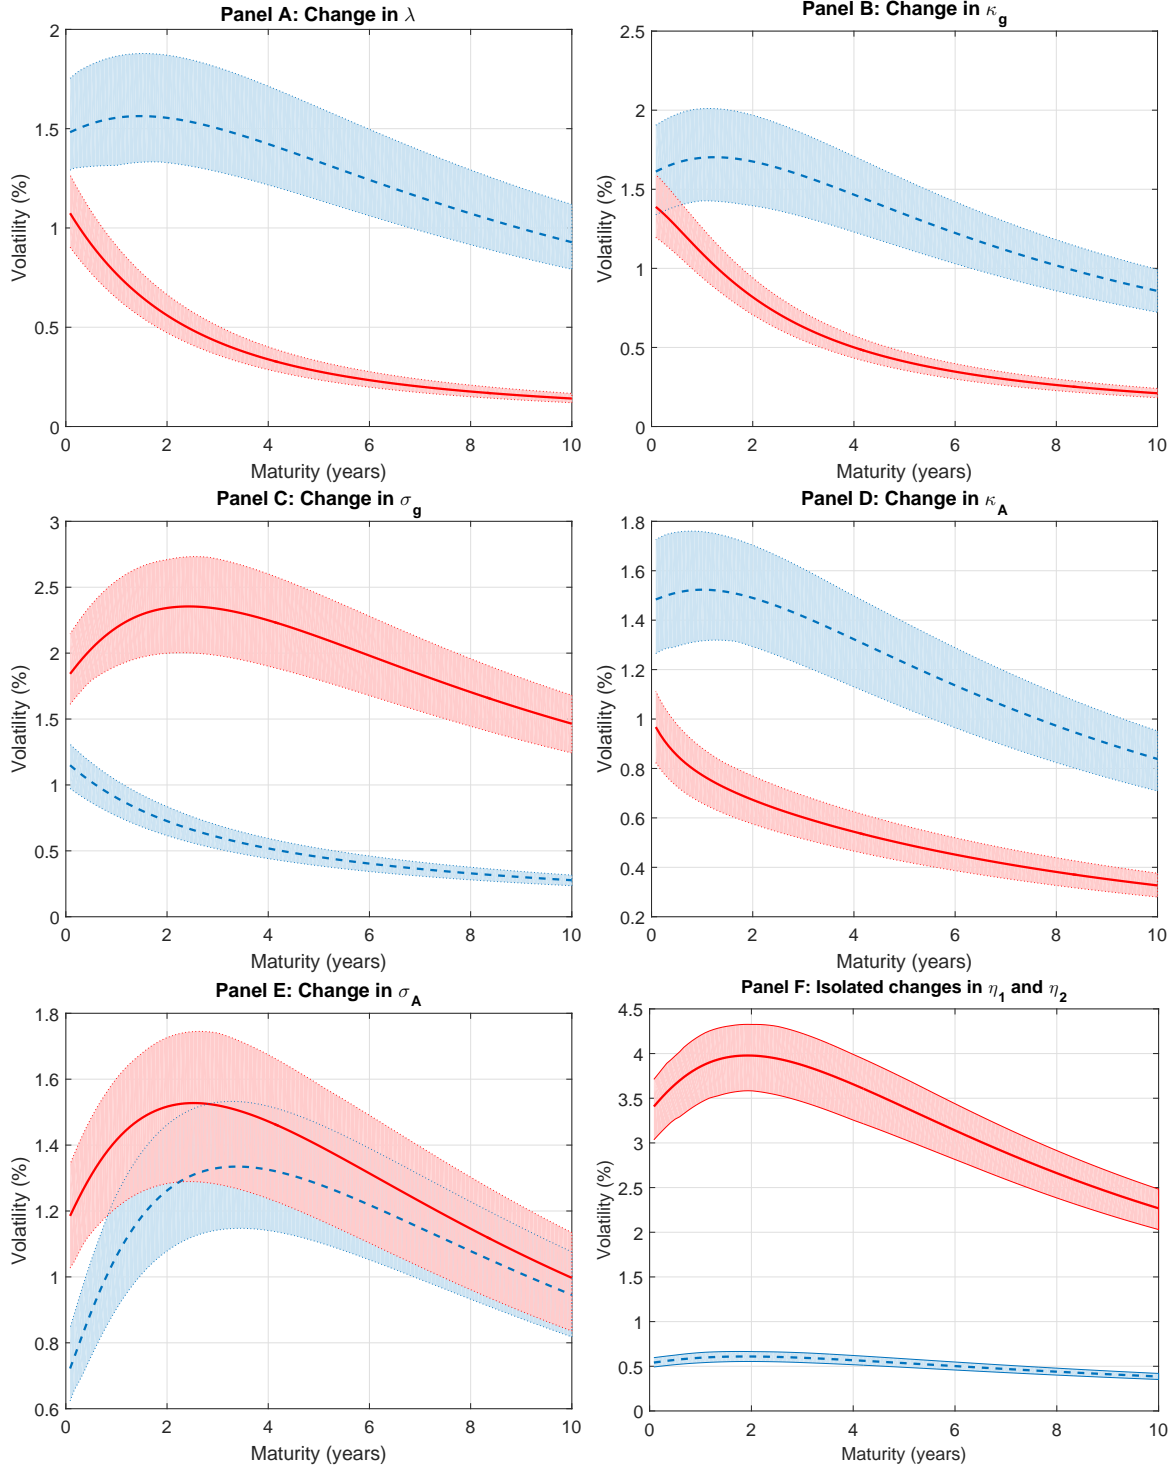 Panel A: Change in λ
2
1.5
1
0.5
0
Volatility (%)
0 2 4 6 8 10
Maturity (years)
Panel B: Change in κg
2.5
2
1.5
1
0.5
0
Volatility (%)
0 2 4 6 8 10
Maturity (years)
Panel C: Change in σg
3
2.5
2
1.5
1
0.5
0
Volatility (%)
0 2 4 6 8 10
Maturity (years)
Panel D: Change in κA
1.8
1.6
1.4
1.2
1
0.8
0.6
0.4
0.2
Volatility (%)
0 2 4 6 8 10
Maturity (years)
Panel E: Change in σA
1.8
1.6
1.4
1.2
1
0.8
0.6
Volatility (%)
0 2 4 6 8 10
Maturity (years)
Panel F: Isolated changes in η1 and η2
4.5
4
3.5
3
2.5
2
1.5
1
0.5
0
Volatility (%)
0 2 4 6 8 10
Maturity (years)